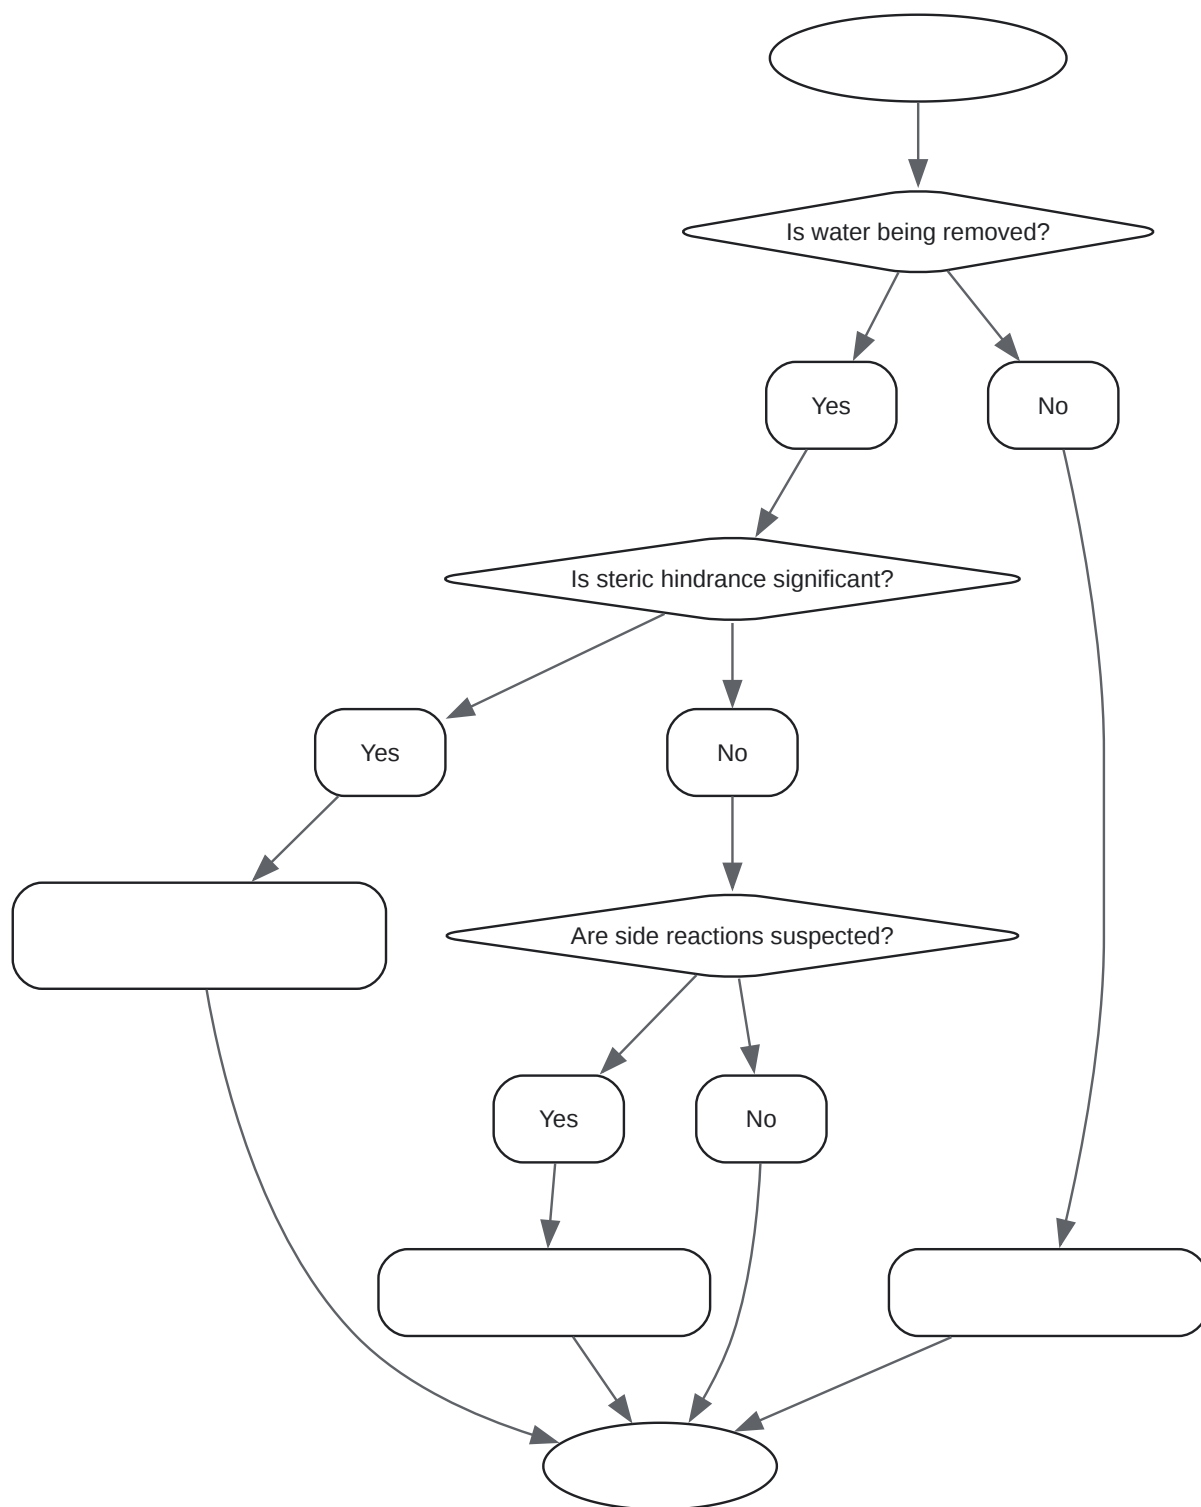 Is water being removed?
Yes
No
Is steric hindrance significant?
Yes
No
Are side reactions suspected?
Yes
No